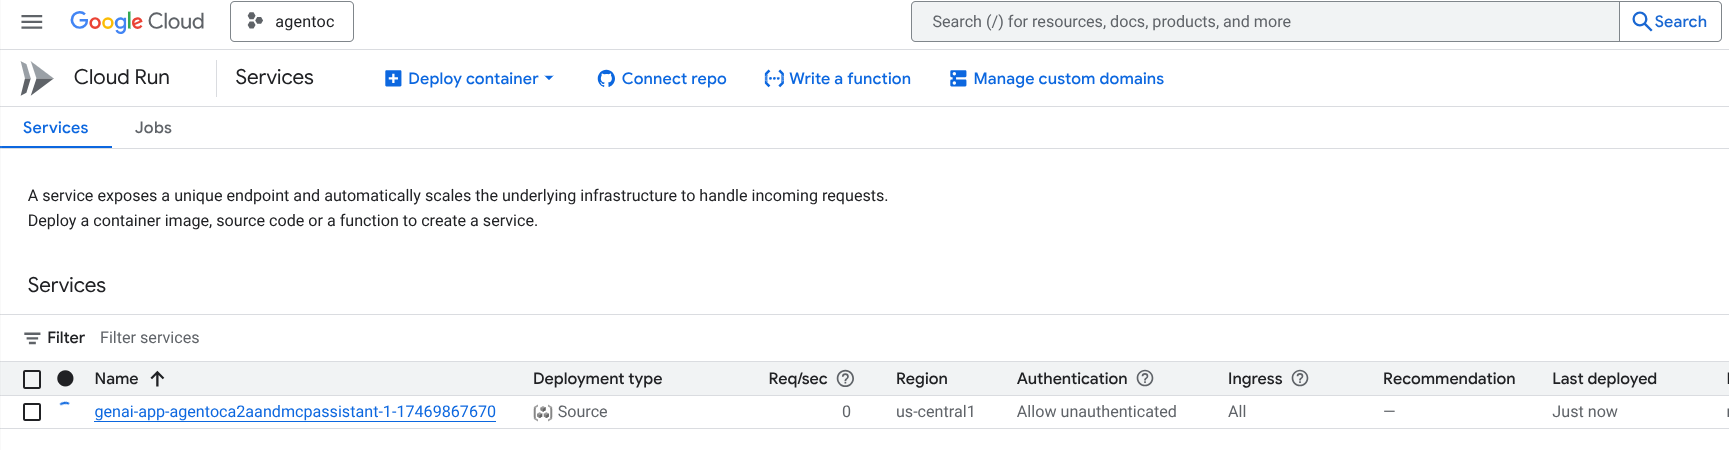 Google Cloud
agentoc
Search (/) for resources, docs, products, and more
Search
Cloud Run
Services
Deploy container
Connect repo
Write a function
Manage custom domains
Services
Jobs
A service exposes a unique endpoint and automatically scales the underlying infrastructure to handle incoming requests.
Deploy a container image, source code or a function to create a service.
Services
Filter Filter services
Name Deployment type Req/sec Region Authentication Ingress Recommendation Last deployed
genai-app-agentoca2aandmcpassistant-1-17469867670 Source 0 us-central1 Allow unauthenticated All — Just now